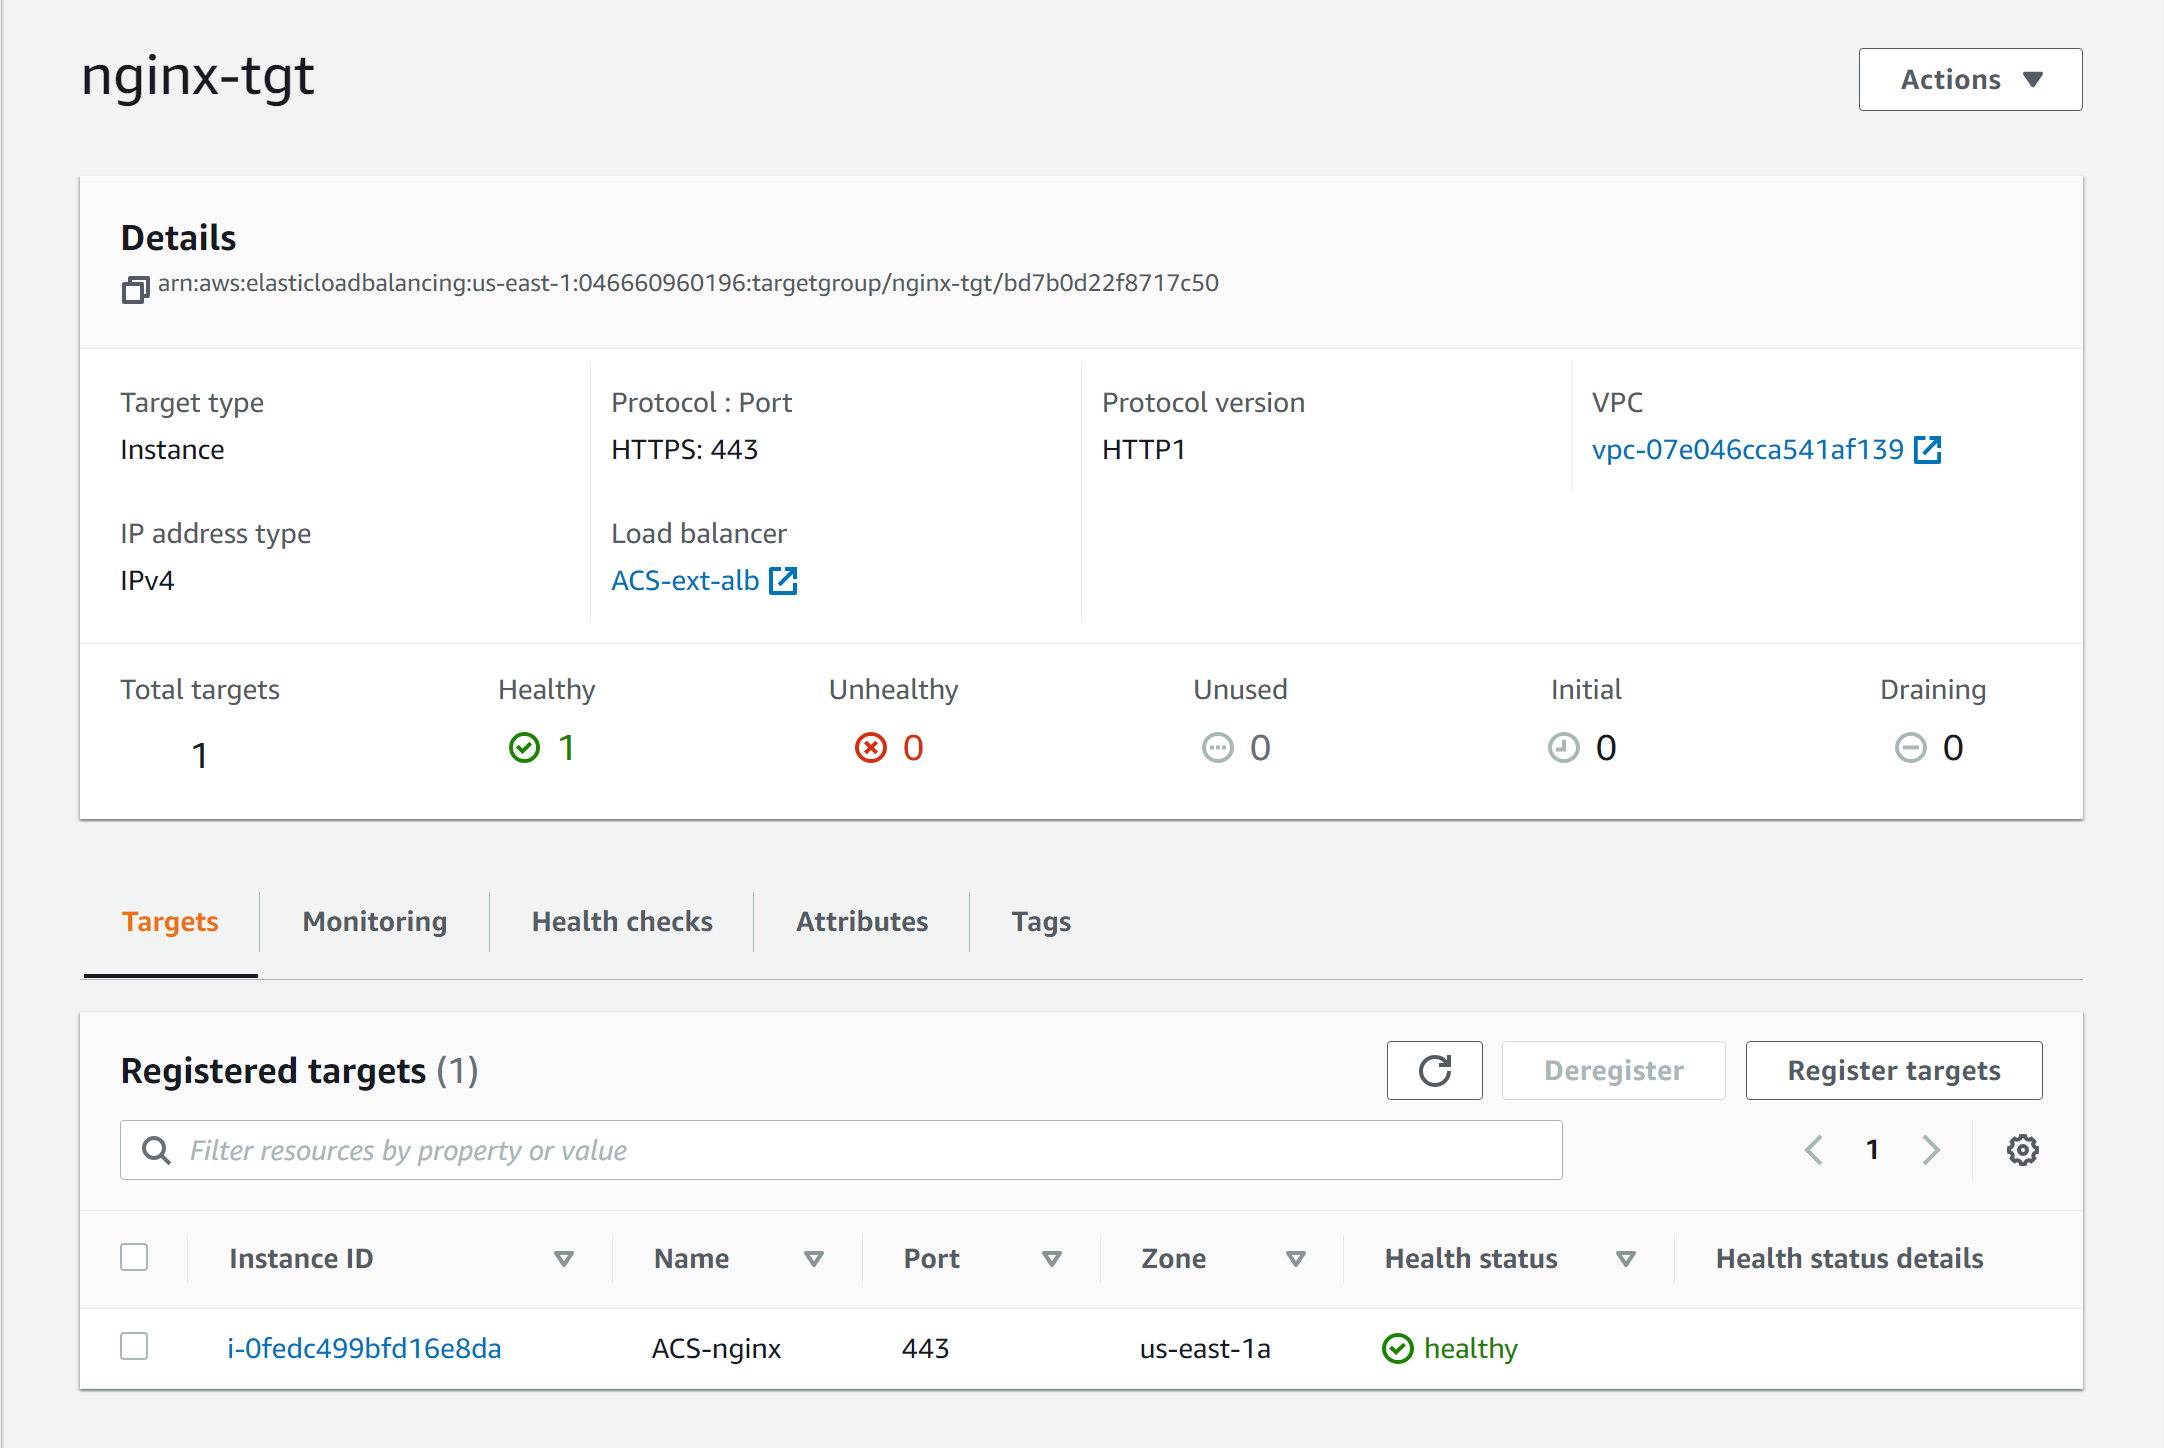 nginx-tgt
Actions
Details
arn:aws:elasticloadbalancing:us-east-1:046660960196:targetgroup/nginx-tgt/bd7b0d22f8717c50
Target type
Instance
Protocol : Port
HTTPS: 443
Protocol version
HTTP1
VPC
vpc-07e046cca541af139
IP address type
IPv4
Load balancer
ACS-ext-alb
Total targets
1
Healthy
1
Unhealthy
0
Unused
0
Initial
0
Draining
0
Targets
Monitoring
Health checks
Attributes
Tags
Registered targets (1)
Deregister
Register targets
Filter resources by property or value
1
Instance ID
Name
Port
Zone
Health status
Health status details
i-0fedc499bfd16e8da
ACS-nginx
443
us-east-1a
healthy